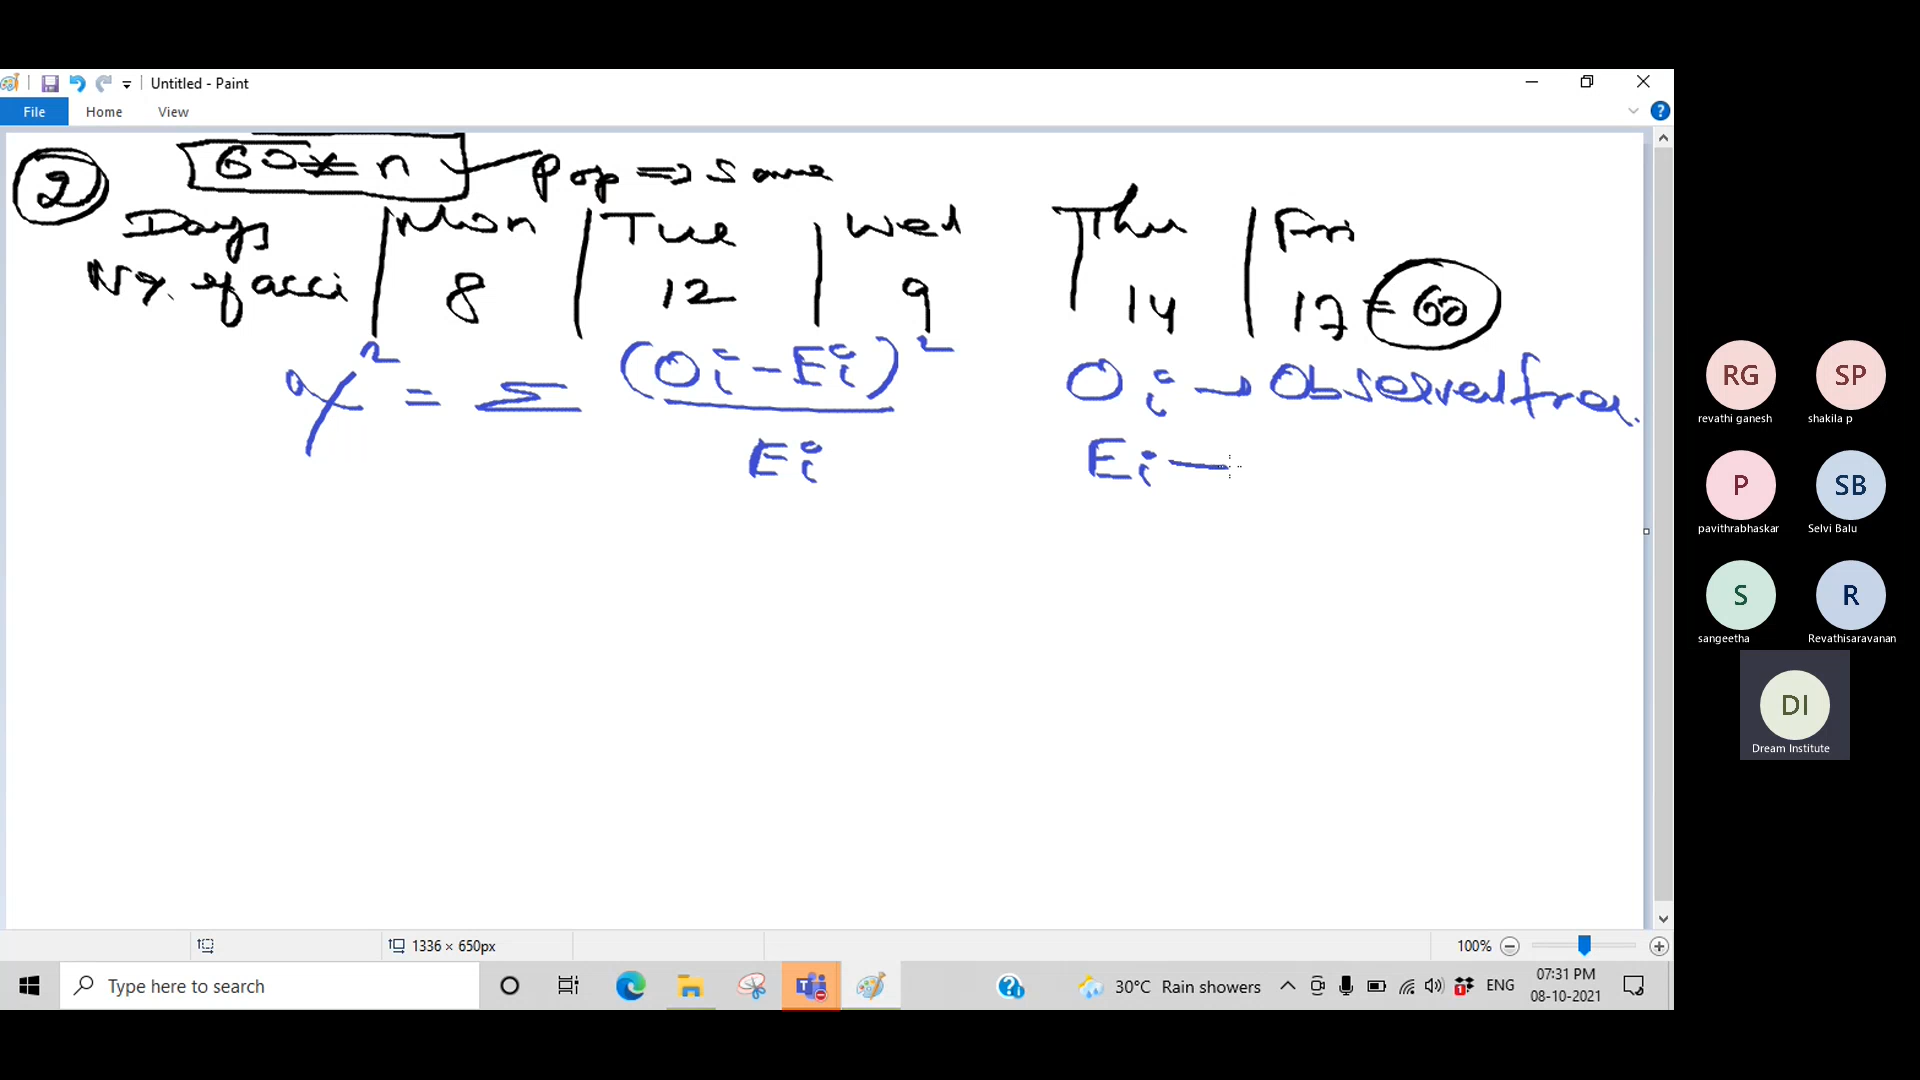 Untitled - Paint
File Home View
② 60 = n Pop => Same
Days Mon Tue Wed Thu Fri
No. of acci 8 12 9 14 17 = 60
χ² = Σ (Oi - Ei)² / Ei
Oi → Observed freq.
Ei —
RG SP
revathi ganesh shakila p
P SB
pavithrabhaskar Selvi Balu
S R
sangeetha Revathisaravanan
DI
Dream Institute
1336 × 650px 100%
Type here to search 30°C Rain showers ENG 07:31 PM
08-10-2021